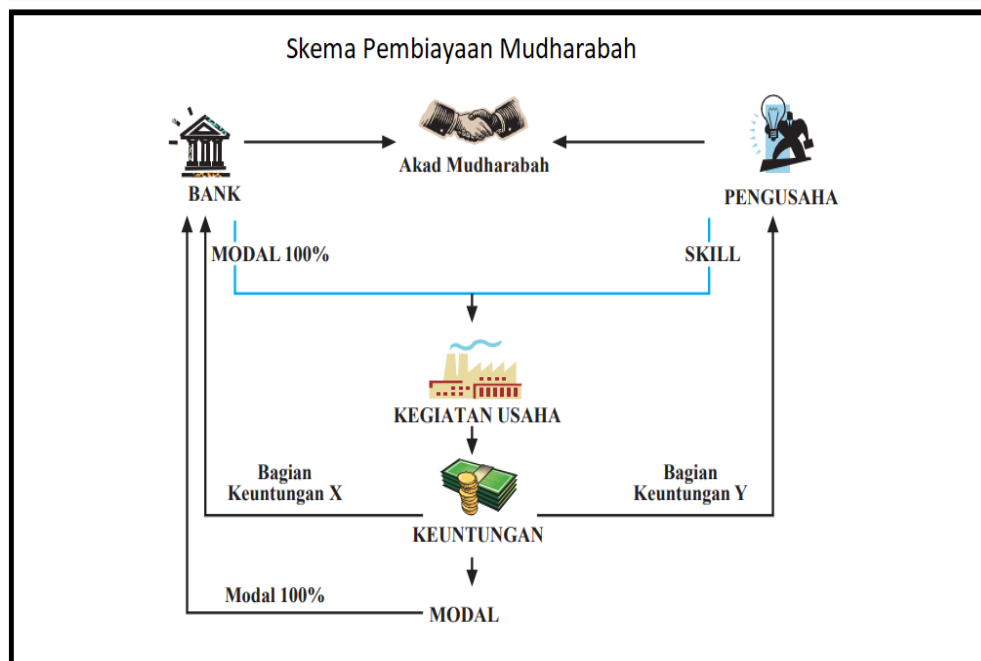 Skema Pembiayaan Mudharabah
Akad Mudharabah
BANK
PENGUSAHA
MODAL 100%
SKILL
KEGIATAN USAHA
Bagian
Keuntungan X
Bagian
Keuntungan Y
KEUNTUNGAN
Modal 100%
MODAL